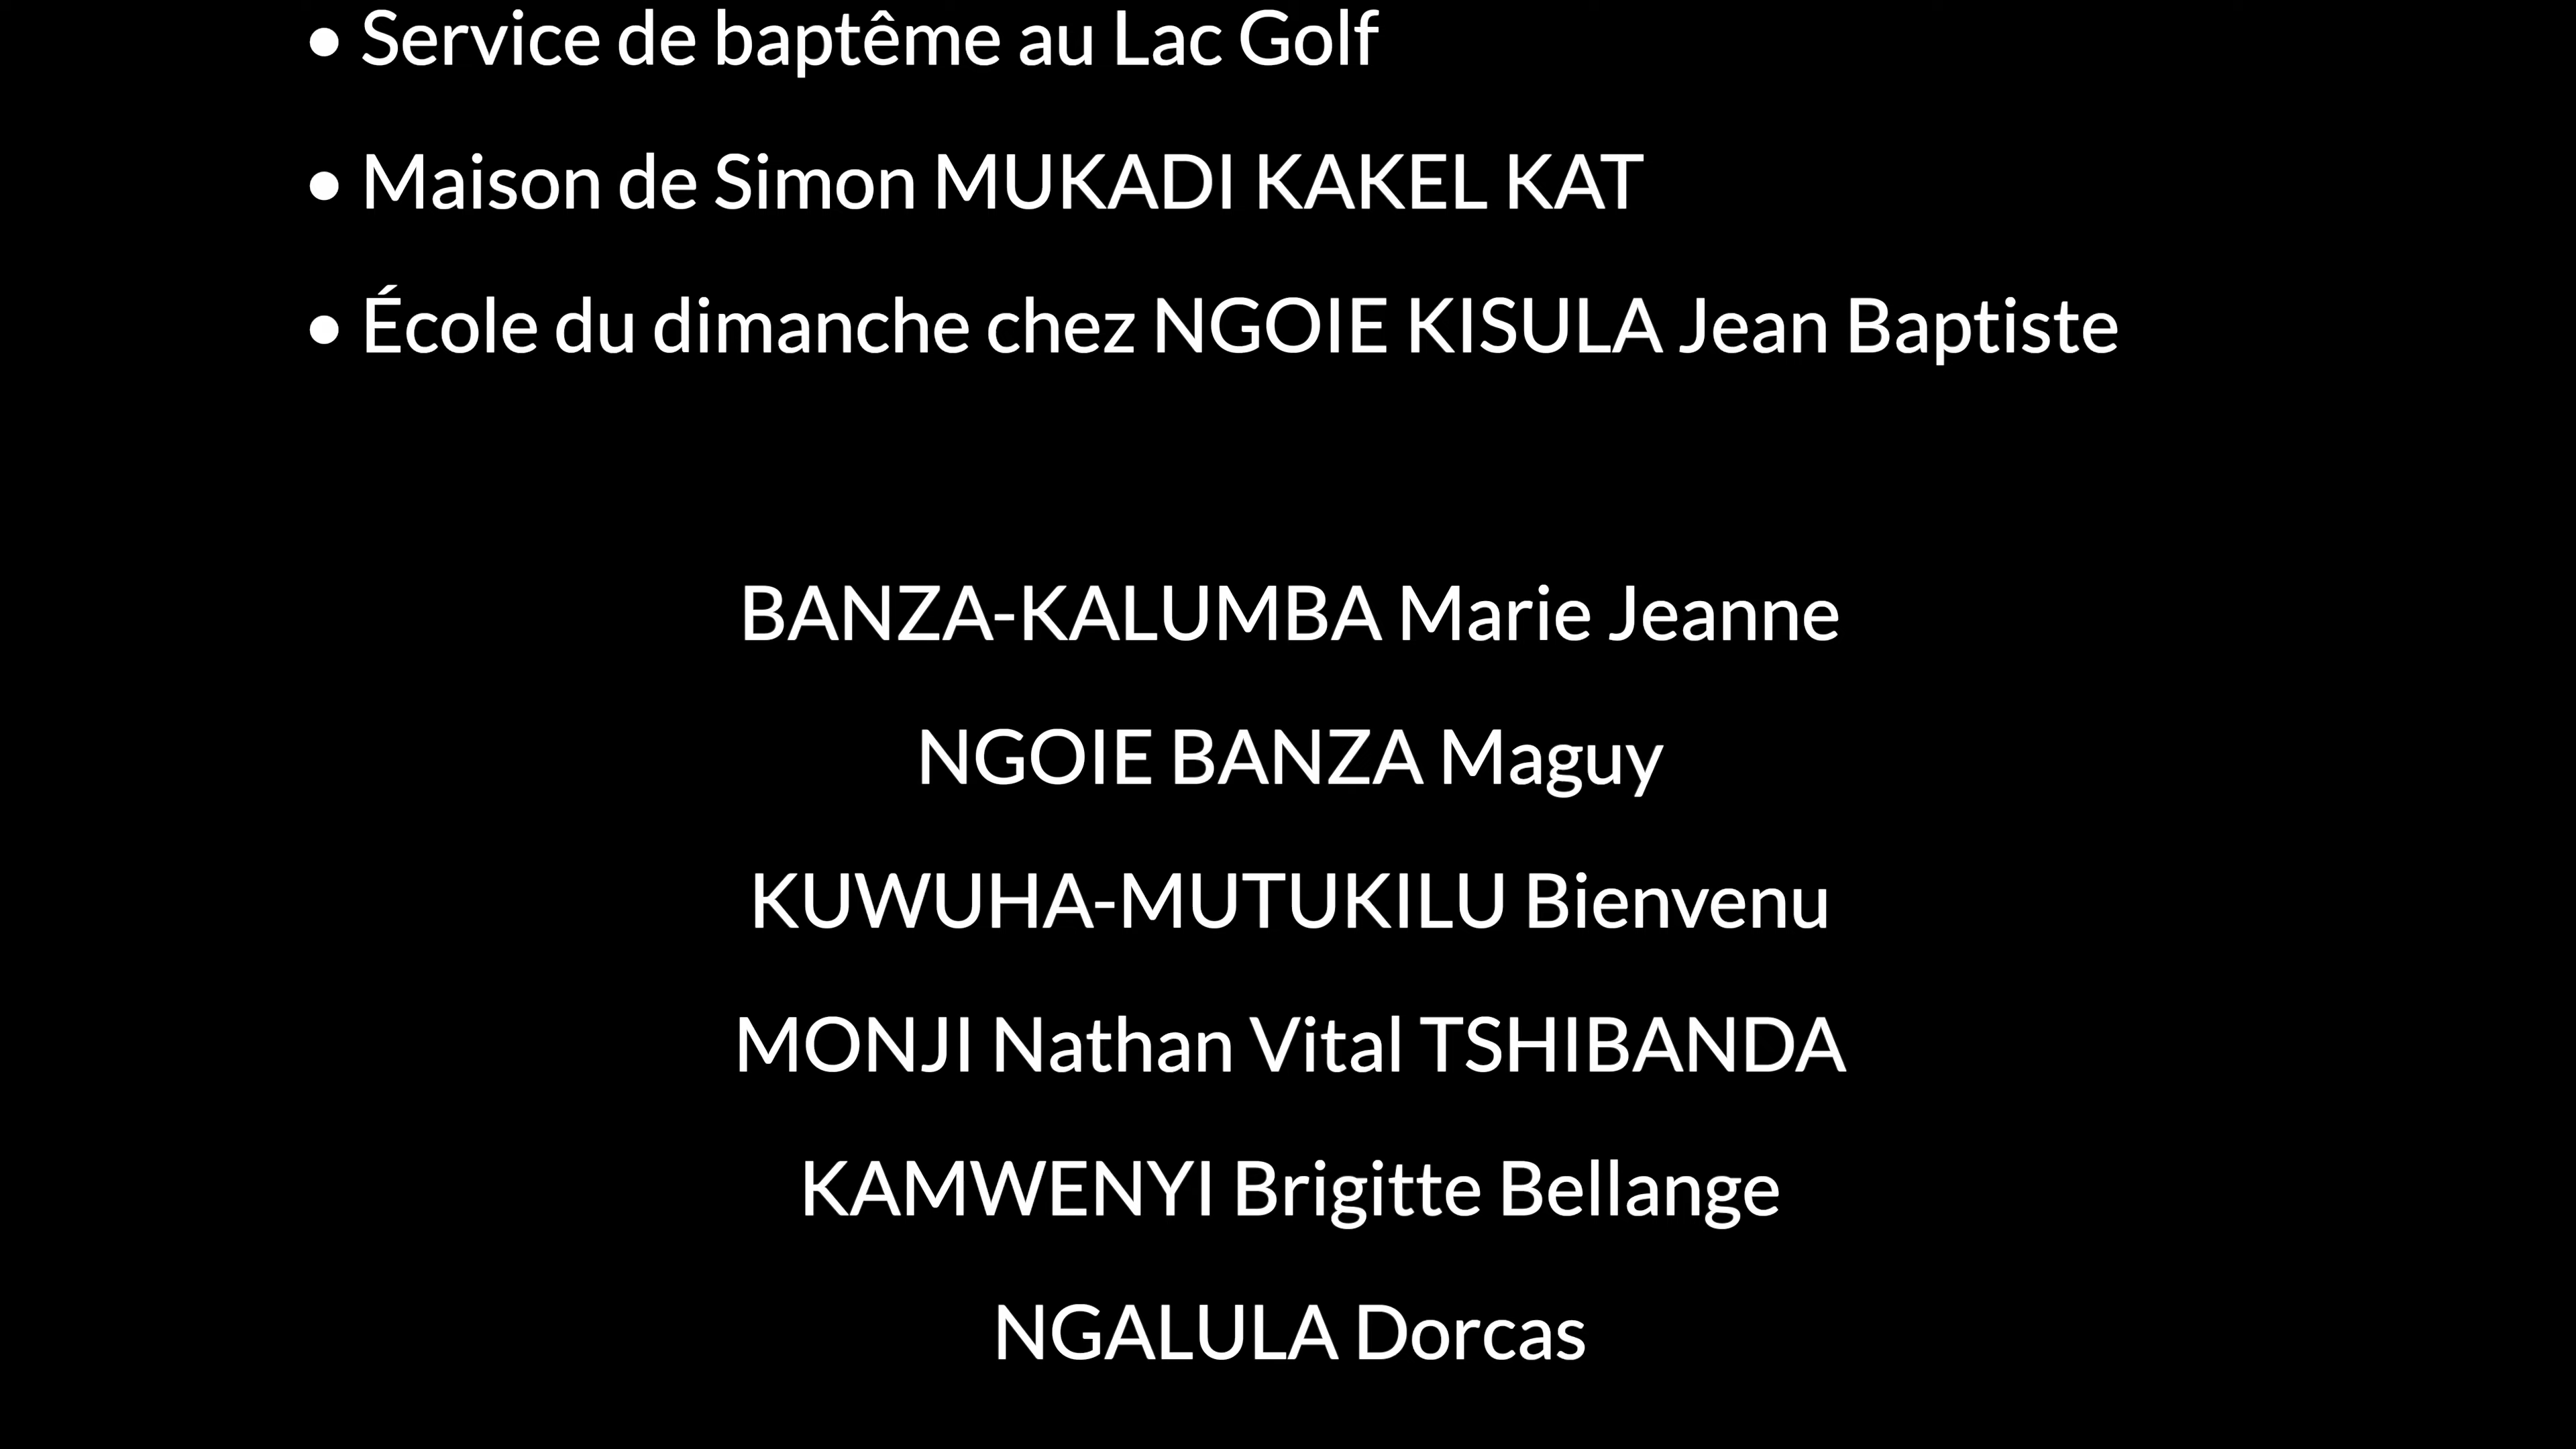 • Service de baptême au Lac Golf
• Maison de Simon MUKADI KAKEL KAT
• École du dimanche chez NGOIE KISULA Jean Baptiste
BANZA-KALUMBA Marie Jeanne
NGOIE BANZA Maguy
KUWUHA-MUTUKILU Bienvenu
MONJI Nathan Vital TSHIBANDA
KAMWENYI Brigitte Bellange
NGALULA Dorcas